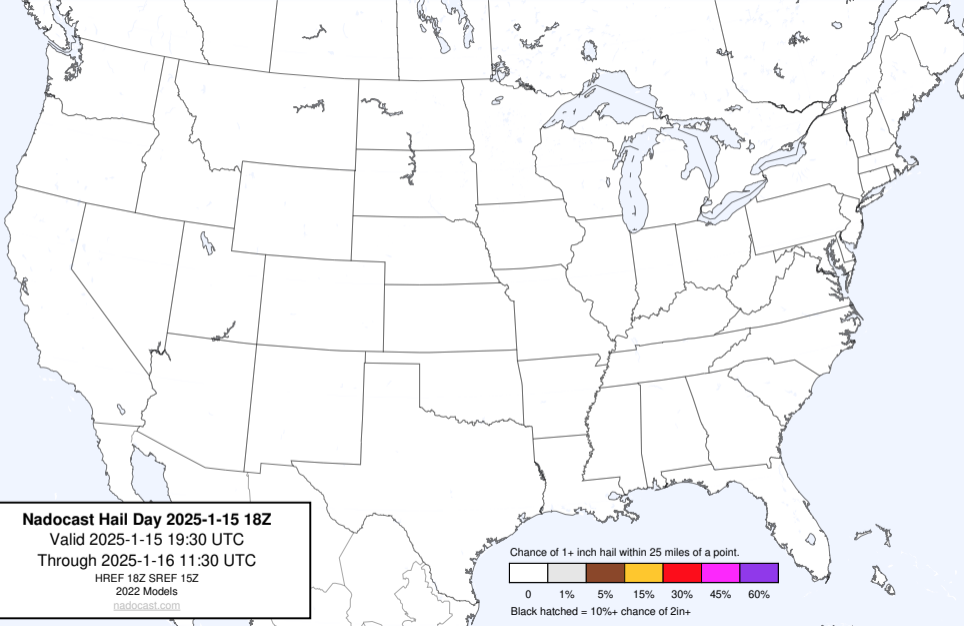 Nadocast Hail Day 2025-1-15 18Z
Valid 2025-1-15 19:30 UTC
Through 2025-1-16 11:30 UTC
HREF 18Z SREF 15Z
2022 Models
nadocast.com
Chance of 1+ inch hail within 25 miles of a point.
0 1% 5% 15% 30% 45% 60%
Black hatched = 10%+ chance of 2in+